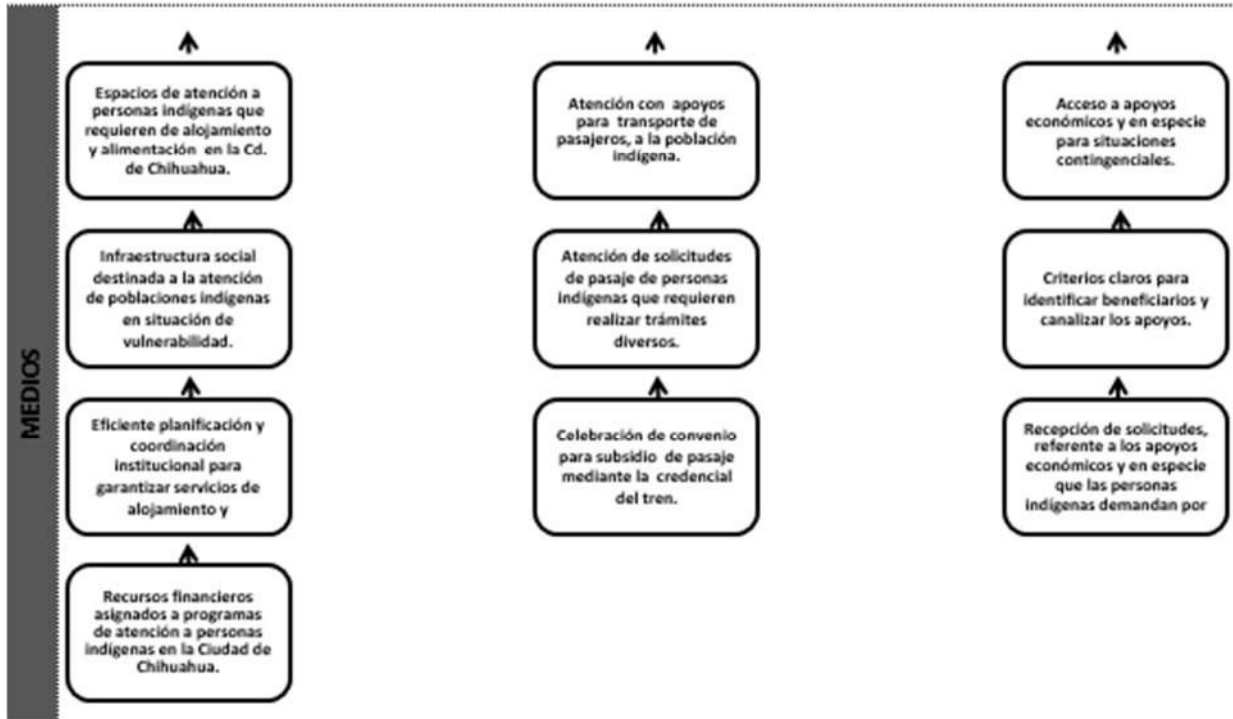 MEDIOS
Espacios de atención a
personas indígenas que
requieren de alojamiento
y alimentación en la Cd.
de Chihuahua.
Infraestructura social
destinada a la atención
de poblaciones indígenas
en situación de
vulnerabilidad.
Eficiente planificación y
coordinación
institucional para
garantizar servicios de
alojamiento y
Recursos financieros
asignados a programas
de atención a personas
indígenas en la Ciudad de
Chihuahua.
Atención con apoyos
para transporte de
pasajeros, a la población
indígena.
Atención de solicitudes
de pasaje de personas
indígenas que requieren
realizar trámites
diversos.
Celebración de convenio
para subsidio de pasaje
mediante la credencial
del tren.
Acceso a apoyos
económicos y en especie
para situaciones
contingenciales.
Criterios claros para
identificar beneficiarios y
canalizar los apoyos.
Recepción de solicitudes,
referente a los apoyos
económicos y en especie
que las personas
indígenas demandan por